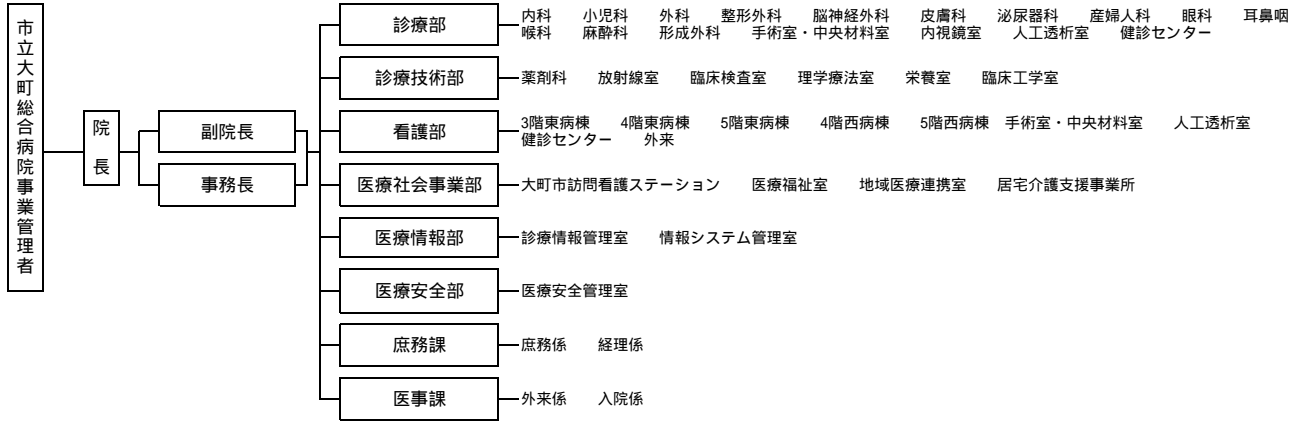 市立大町総合病院事業管理者
院長
副院長
事務長
診療部
内科 小児科 外科 整形外科 脳神経外科 皮膚科 泌尿器科 産婦人科 眼科 耳鼻咽
喉科 麻酔科 形成外科 手術室・中央材料室 内視鏡室 人工透析室 健診センター
診療技術部
薬剤科 放射線室 臨床検査室 理学療法室 栄養室 臨床工学室
看護部
3階東病棟 4階東病棟 5階東病棟 4階西病棟 5階西病棟 手術室・中央材料室 人工透析室
健診センター 外来
医療社会事業部
大町市訪問看護ステーション 医療福祉室 地域医療連携室 居宅介護支援事業所
医療情報部
診療情報管理室 情報システム管理室
医療安全部
医療安全管理室
庶務課
庶務係 経理係
医事課
外来係 入院係